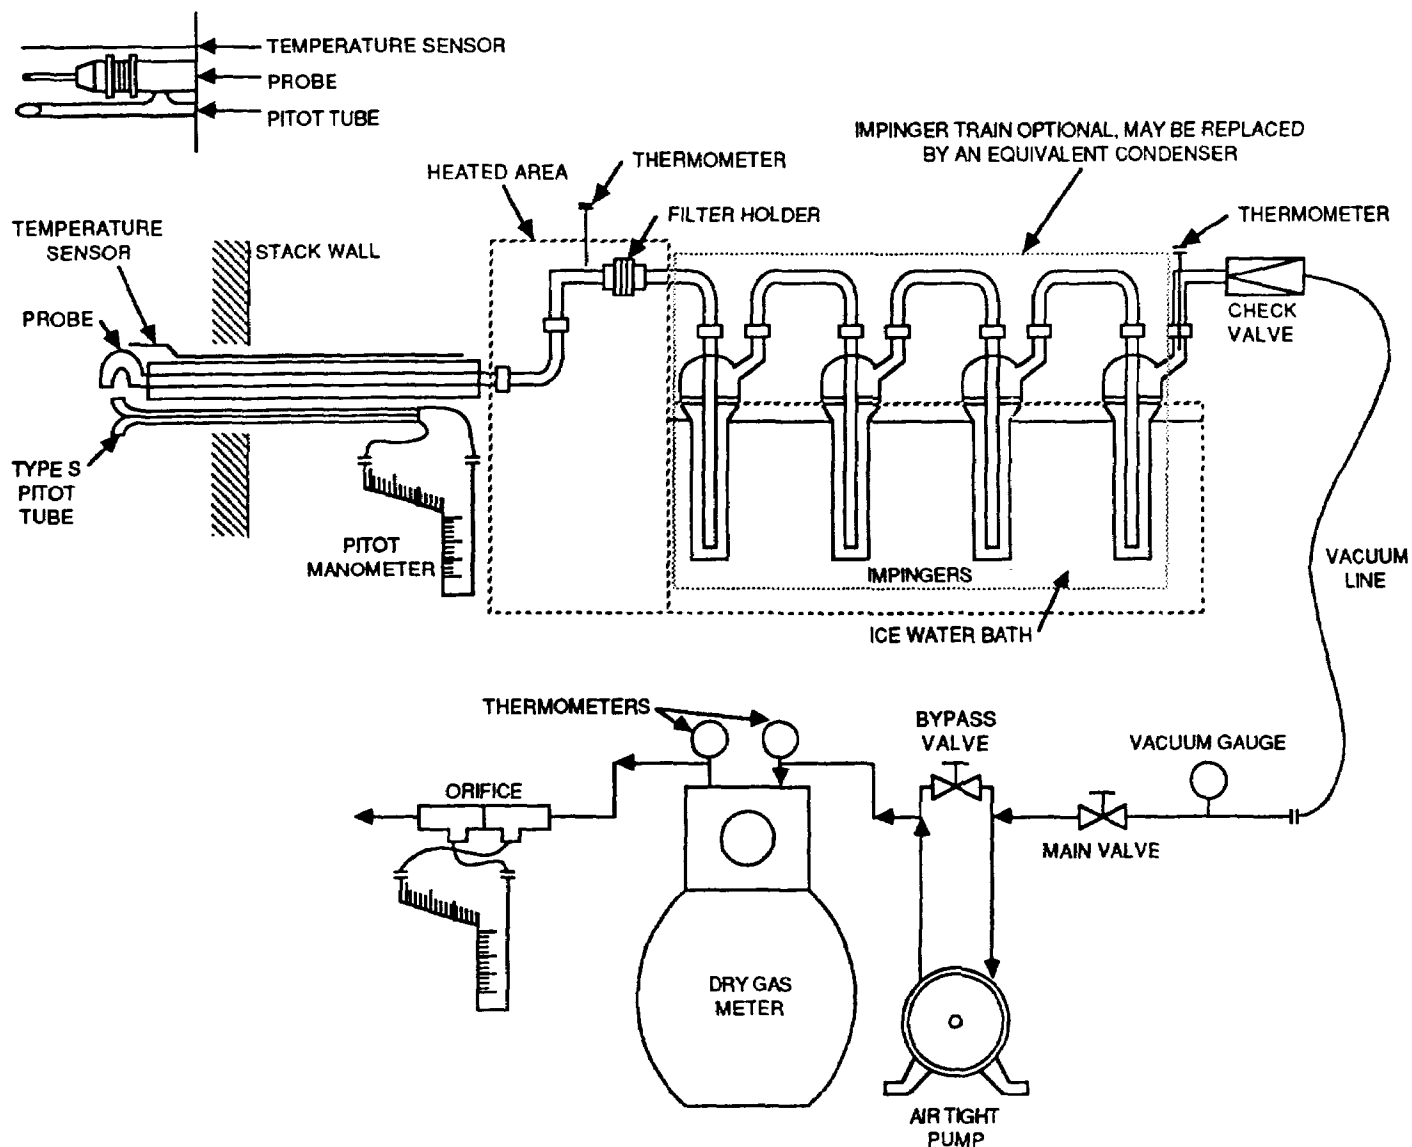 TEMPERATURE SENSOR
PROBE
PITOT TUBE
IMPINGER TRAIN OPTIONAL, MAY BE REPLACED
BY AN EQUIVALENT CONDENSER
HEATED AREA
THERMOMETER
FILTER HOLDER
THERMOMETER
TEMPERATURE
SENSOR
STACK WALL
PROBE
CHECK
VALVE
TYPE S
PITOT
TUBE
PITOT
MANOMETER
IMPINGERS
ICE WATER BATH
VACUUM
LINE
THERMOMETERS
BYPASS
VALVE
VACUUM GAUGE
ORIFICE
MAIN VALVE
DRY GAS
METER
AIR TIGHT
PUMP